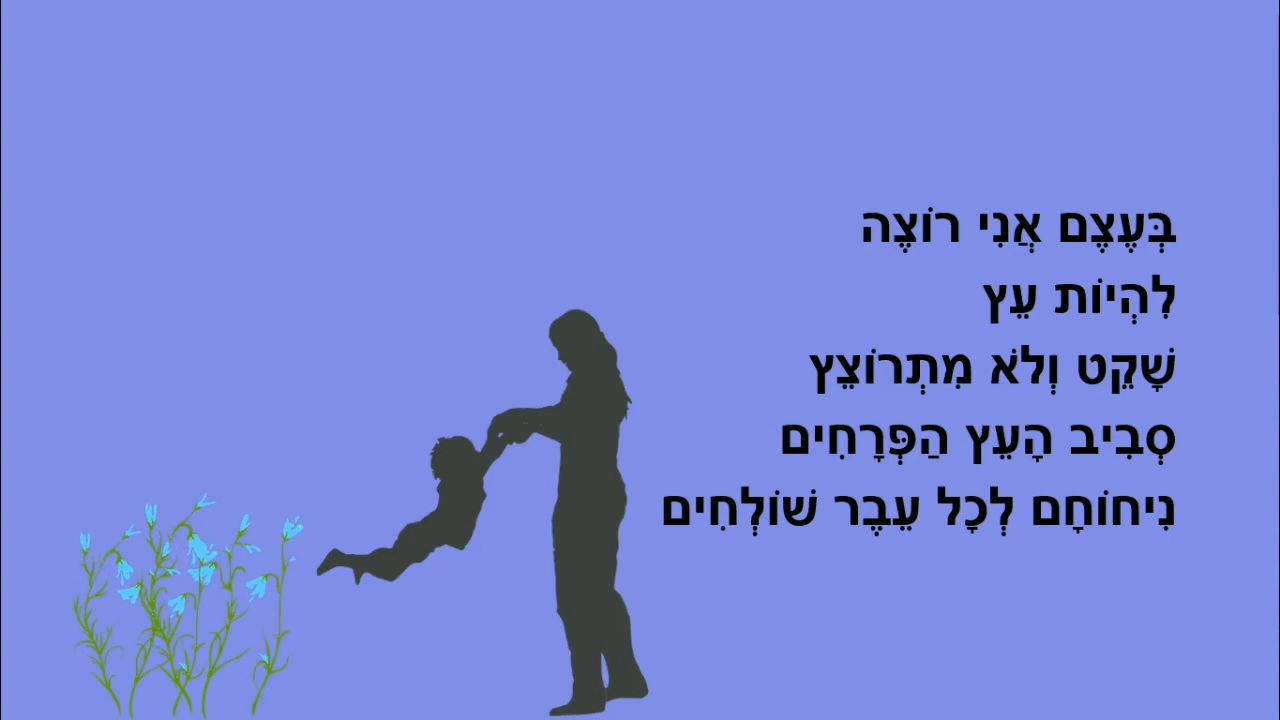 בְּעֶצֶם אֲנִי רוֹצֶה
לִהְיוֹת עֵץ
שָׁקֵט וְלֹא מִתְרוֹצֵץ
סְבִיב הָעֵץ הַפְּרָחִים
נִיחוֹחָם לְכָל עֵבֶר שׁוֹלְחִים